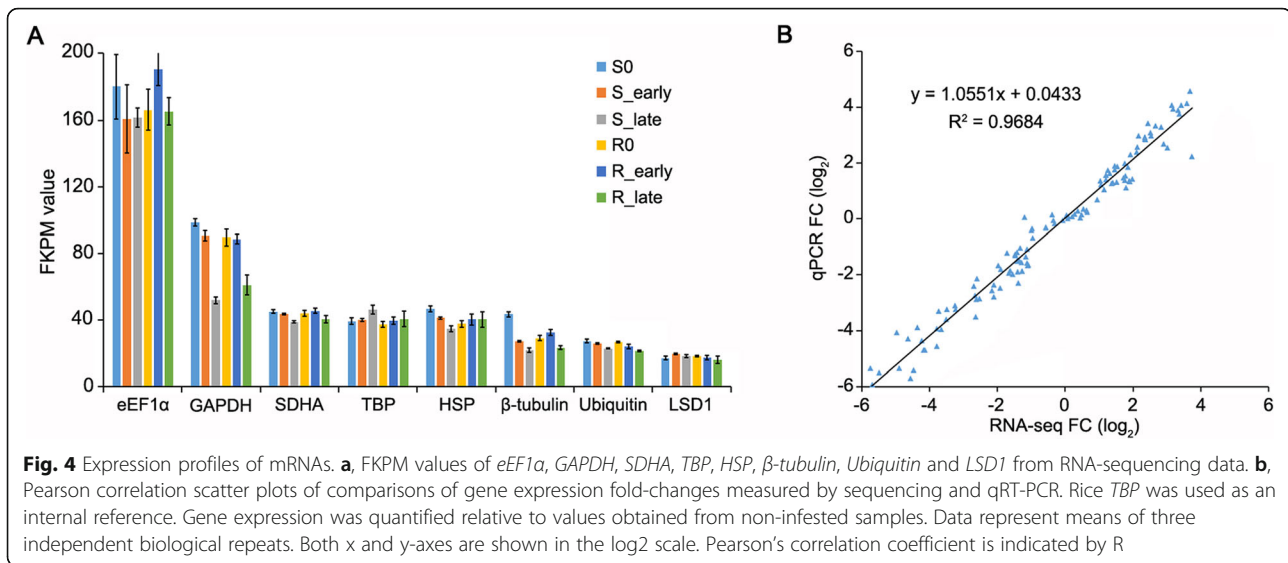 A
200
160
120
80
40
0
FKPM value
S0
S_early
S_late
R0
R_early
R_late
eEF1α GAPDH SDHA TBP HSP β-tubulin Ubiquitin LSD1
B
6
4
2
0
-2
-4
-6
qPCR FC (log2)
y = 1.0551x + 0.0433
R² = 0.9684
-6 -4 -2 0 2 4 6
RNA-seq FC (log2)
Fig. 4 Expression profiles of mRNAs. a, FKPM values of eEF1α, GAPDH, SDHA, TBP, HSP, β-tubulin, Ubiquitin and LSD1 from RNA-sequencing data. b,
Pearson correlation scatter plots of comparisons of gene expression fold-changes measured by sequencing and qRT-PCR. Rice TBP was used as an
internal reference. Gene expression was quantified relative to values obtained from non-infested samples. Data represent means of three
independent biological repeats. Both x and y-axes are shown in the log2 scale. Pearson's correlation coefficient is indicated by R